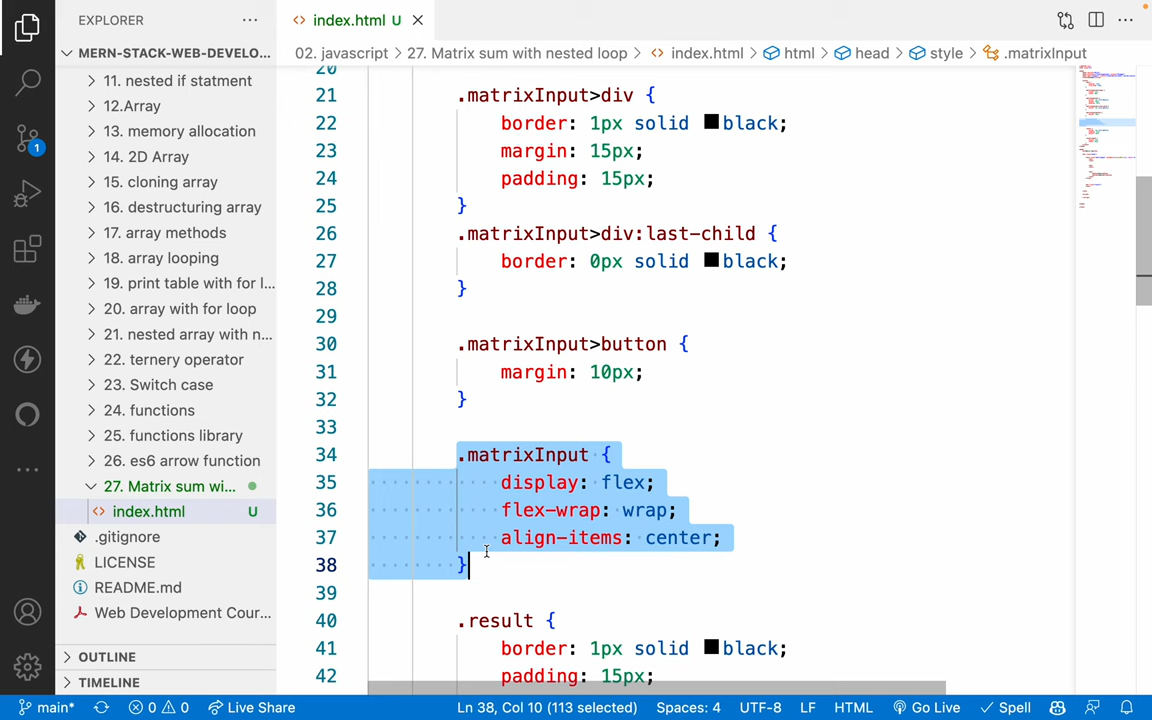 EXPLORER
index.html U
MERN-STACK-WEB-DEVELO...
02. javascript > 27. Matrix sum with nested loop > index.html > html > head > style > .matrixInput
11. nested if statment
12.Array
13. memory allocation
14. 2D Array
15. cloning array
16. destructuring array
17. array methods
18. array looping
19. print table with for l...
20. array with for loop
21. nested array with n...
22. ternery operator
23. Switch case
24. functions
25. functions library
26. es6 arrow function
27. Matrix sum wi...
index.html U
.gitignore
LICENSE
README.md
Web Development Cour...
OUTLINE
TIMELINE
20
21 .matrixInput>div {
22 border: 1px solid black;
23 margin: 15px;
24 padding: 15px;
25 }
26 .matrixInput>div:last-child {
27 border: 0px solid black;
28 }
29
30 .matrixInput>button {
31 margin: 10px;
32 }
33
34 .matrixInput {
35 display: flex;
36 flex-wrap: wrap;
37 align-items: center;
38 }
39
40 .result {
41 border: 1px solid black;
42 padding: 15px;
1
main* 0 0 Live Share Ln 38, Col 10 (113 selected) Spaces: 4 UTF-8 LF HTML Go Live Spell